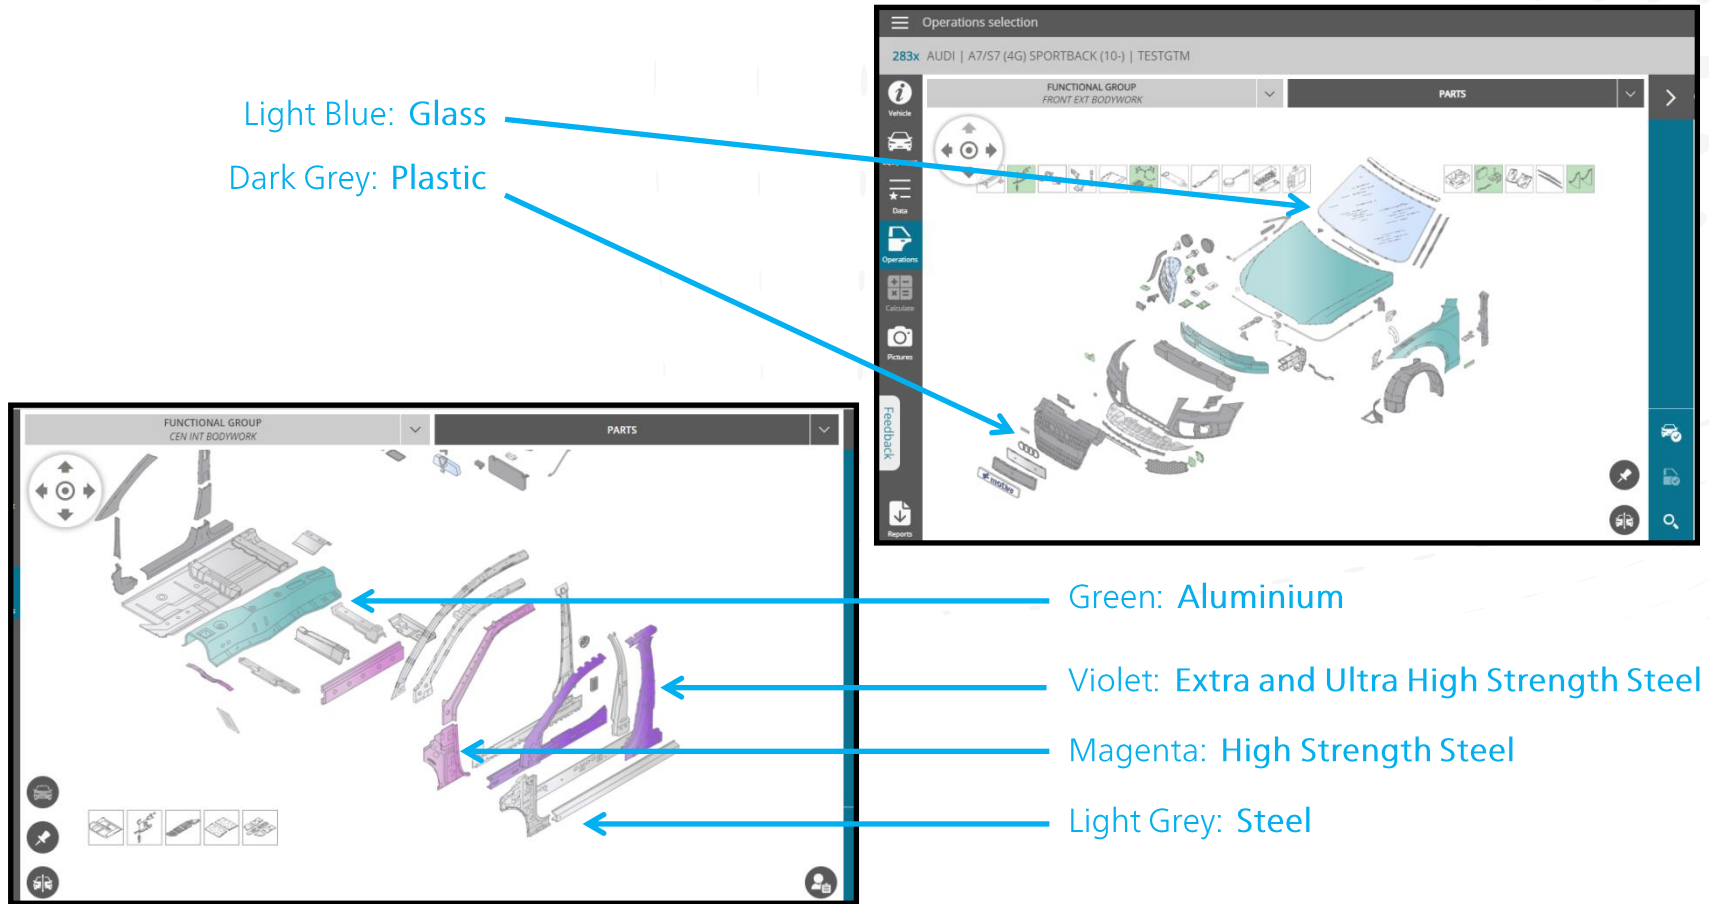 Operations selection
283x AUDI | A7/S7 (4G) SPORTBACK (10-) | TESTGTM
FUNCTIONAL GROUP
FRONT EXT BODYWORK
PARTS
Vehicle
Data
Operations
Calculate
Pictures
Feedback
Reports
motive
Light Blue: Glass
Dark Grey: Plastic
FUNCTIONAL GROUP
CEN INT BODYWORK
PARTS
Green: Aluminium
Violet: Extra and Ultra High Strength Steel
Magenta: High Strength Steel
Light Grey: Steel